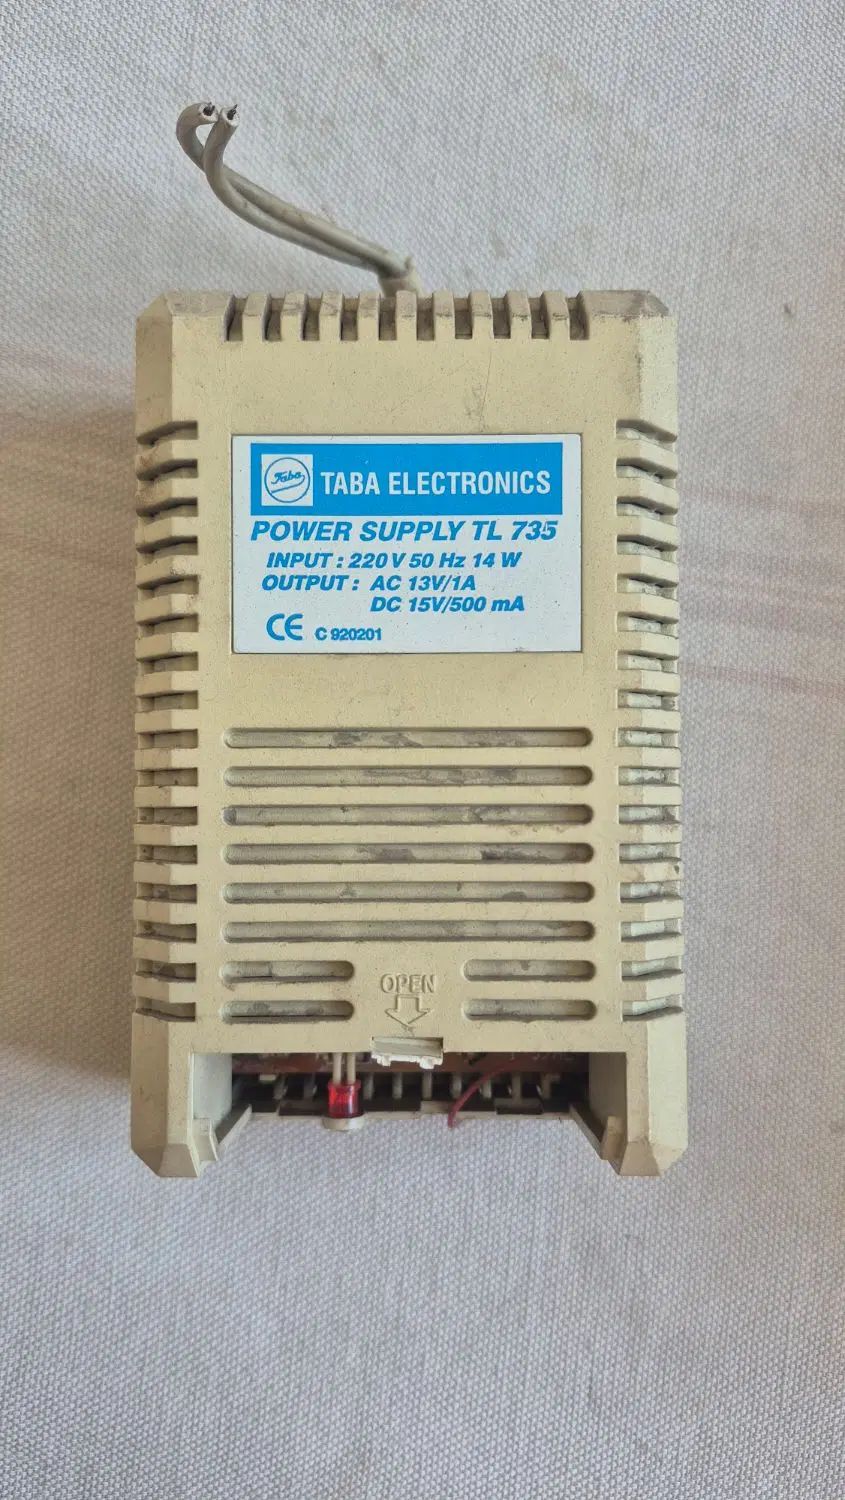 Taba
TABA ELECTRONICS
POWER SUPPLY TL 735
INPUT : 220 V 50 Hz 14 W
OUTPUT : AC 13V/1A
DC 15V/500 mA
CE C 920201
OPEN